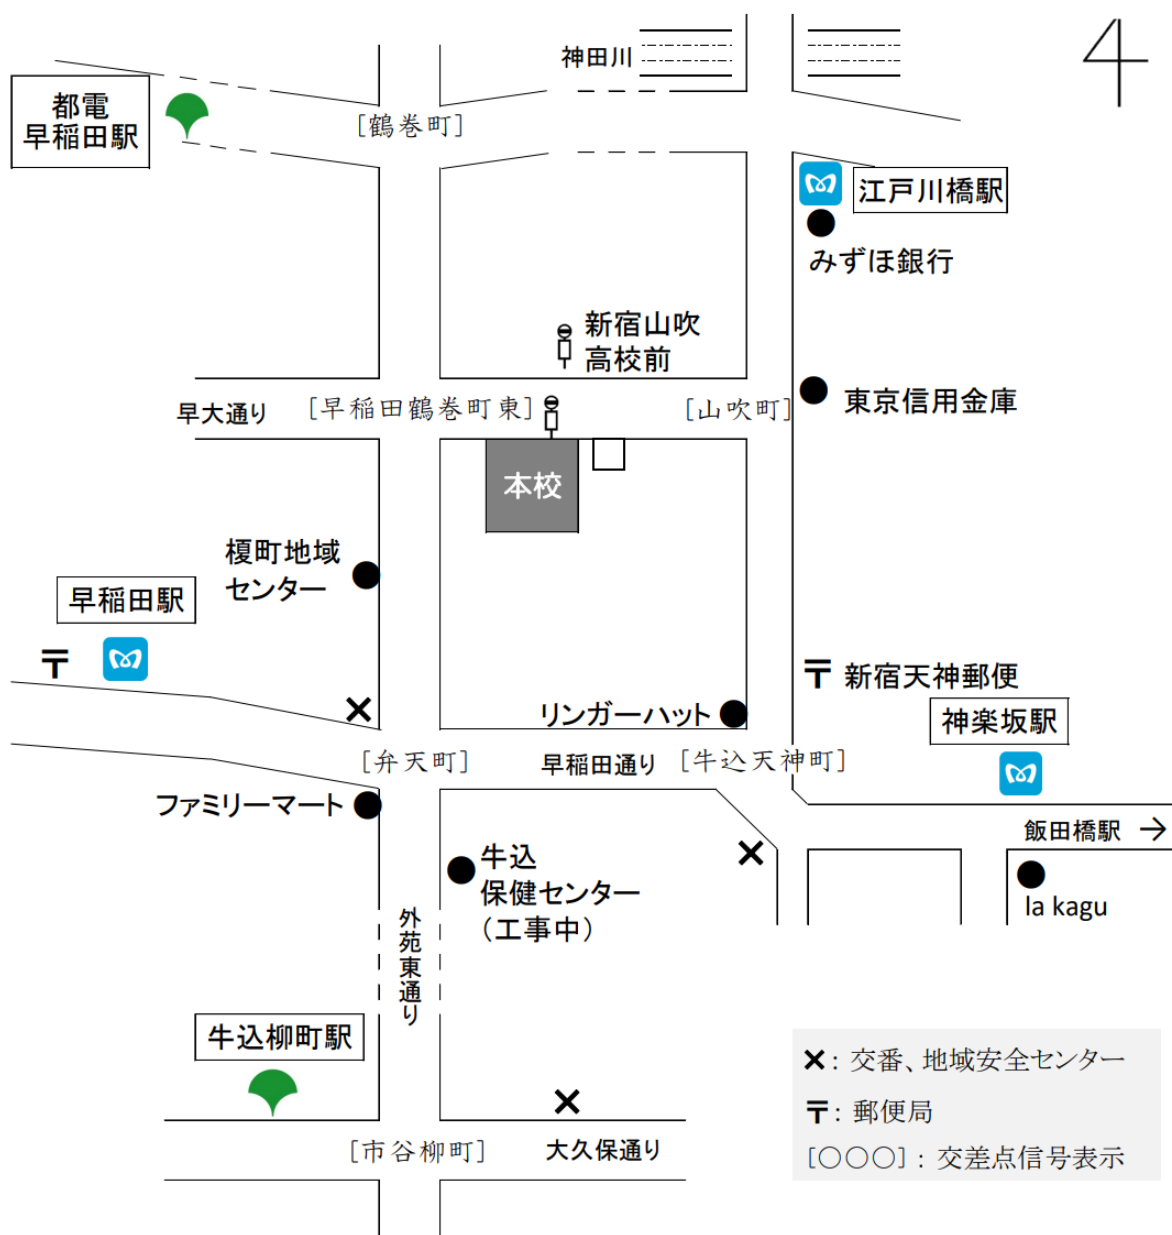 神田川
都電
早稲田駅
[鶴巻町]
江戸川橋駅
みずほ銀行
新宿山吹
高校前
早大通り
[早稲田鶴巻町東]
[山吹町]
東京信用金庫
本校
榎町地域
センター
早稲田駅
〒
〒 新宿天神郵便
リンガーハット
神楽坂駅
[弁天町]
早稲田通り
[牛込天神町]
ファミリーマート
飯田橋駅 →
牛込
保健センター
(工事中)
la kagu
外苑東通り
牛込柳町駅
×: 交番、地域安全センター
〒: 郵便局
[○○○]: 交差点信号表示
[市谷柳町]
大久保通り